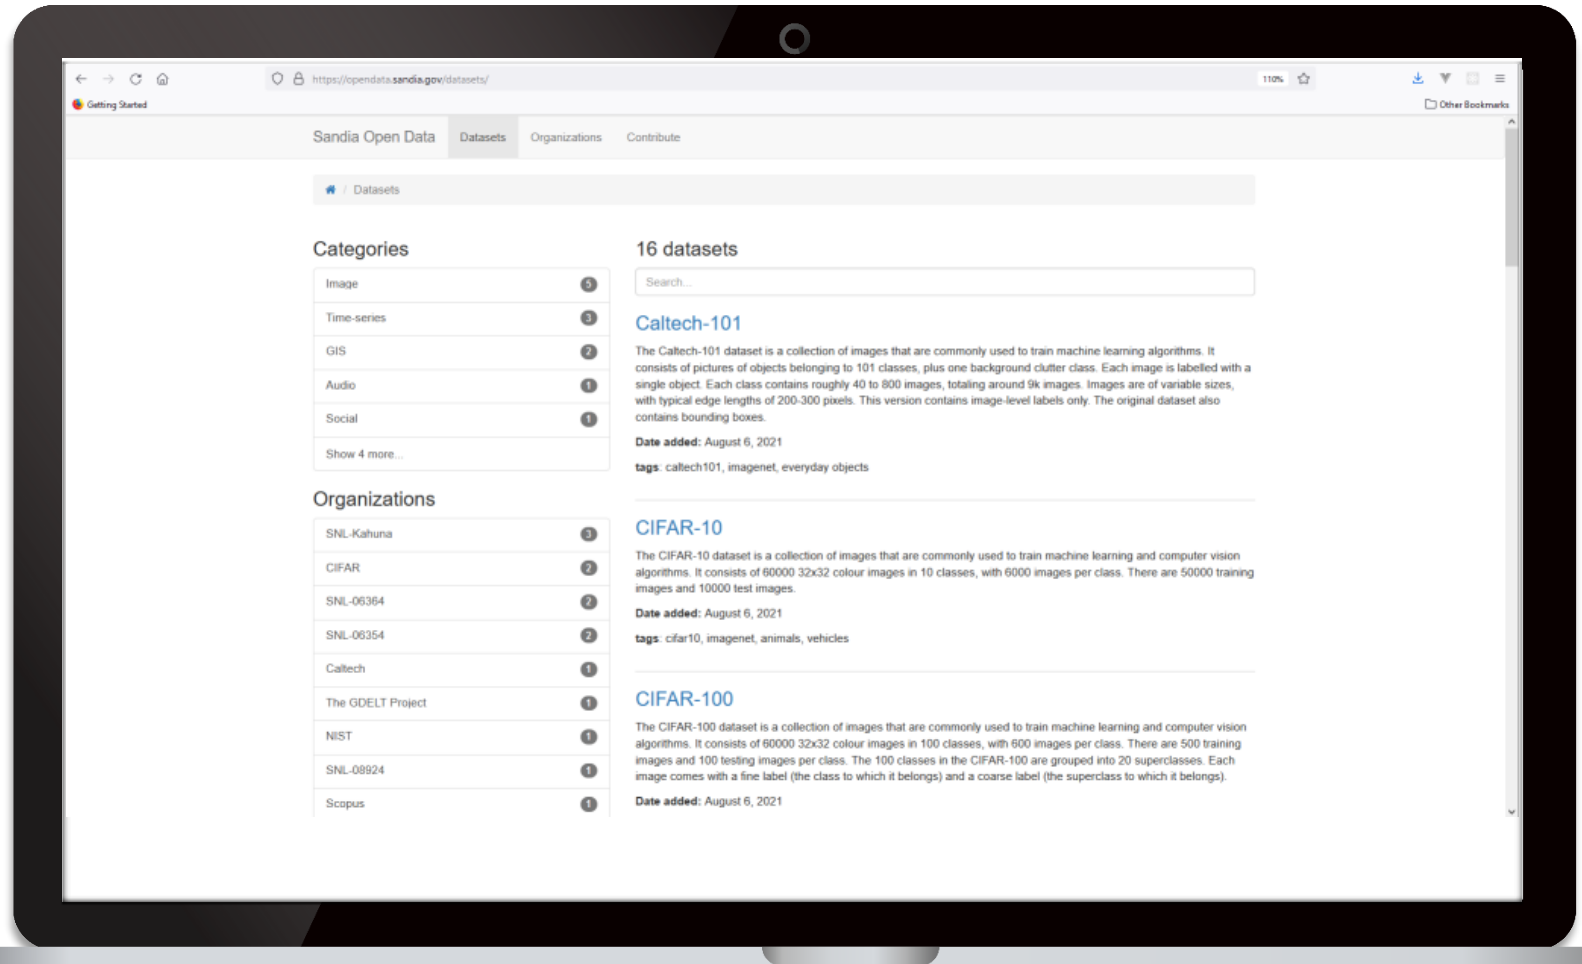 https://opendata.sandia.gov/datasets/
110%
Getting Started
Other Bookmarks
Sandia Open Data
Datasets
Organizations
Contribute
/ Datasets
Categories
Image 5
Time-series 3
GIS 2
Audio 1
Social 1
Show 4 more...
Organizations
SNL-Kahuna 3
CIFAR 2
SNL-06364 2
SNL-06354 2
Caltech 1
The GDELT Project 1
NIST 1
SNL-08924 1
Scopus 1
16 datasets
Search...
Caltech-101
The Caltech-101 dataset is a collection of images that are commonly used to train machine learning algorithms. It
consists of pictures of objects belonging to 101 classes, plus one background clutter class. Each image is labelled with a
single object. Each class contains roughly 40 to 800 images, totaling around 9k images. Images are of variable sizes,
with typical edge lengths of 200-300 pixels. This version contains image-level labels only. The original dataset also
contains bounding boxes.
Date added: August 6, 2021
tags: caltech101, imagenet, everyday objects
CIFAR-10
The CIFAR-10 dataset is a collection of images that are commonly used to train machine learning and computer vision
algorithms. It consists of 60000 32x32 colour images in 10 classes, with 6000 images per class. There are 50000 training
images and 10000 test images.
Date added: August 6, 2021
tags: cifar10, imagenet, animals, vehicles
CIFAR-100
The CIFAR-100 dataset is a collection of images that are commonly used to train machine learning and computer vision
algorithms. It consists of 60000 32x32 colour images in 100 classes, with 600 images per class. There are 500 training
images and 100 testing images per class. The 100 classes in the CIFAR-100 are grouped into 20 superclasses. Each
image comes with a fine label (the class to which it belongs) and a coarse label (the superclass to which it belongs).
Date added: August 6, 2021